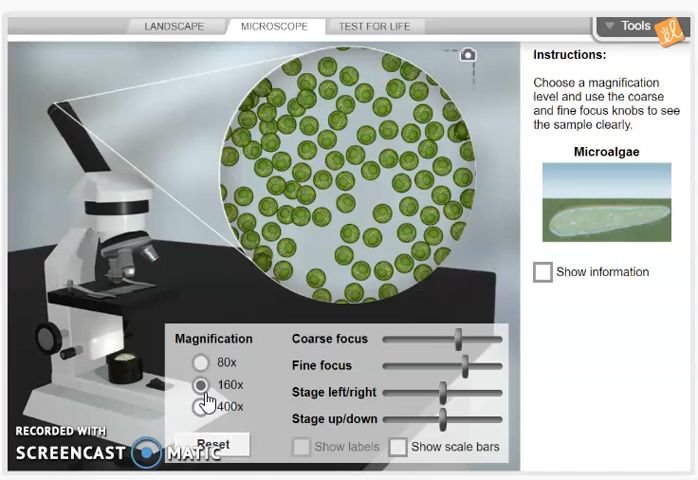 LANDSCAPE
MICROSCOPE
TEST FOR LIFE
Tools
el
Instructions:
Choose a magnification
level and use the coarse
and fine focus knobs to see
the sample clearly.
Microalgae
Show information
Magnification
80x
160x
400x
Reset
Coarse focus
Fine focus
Stage left/right
Stage up/down
Show labels
Show scale bars
RECORDED WITH
SCREENCAST MATIC